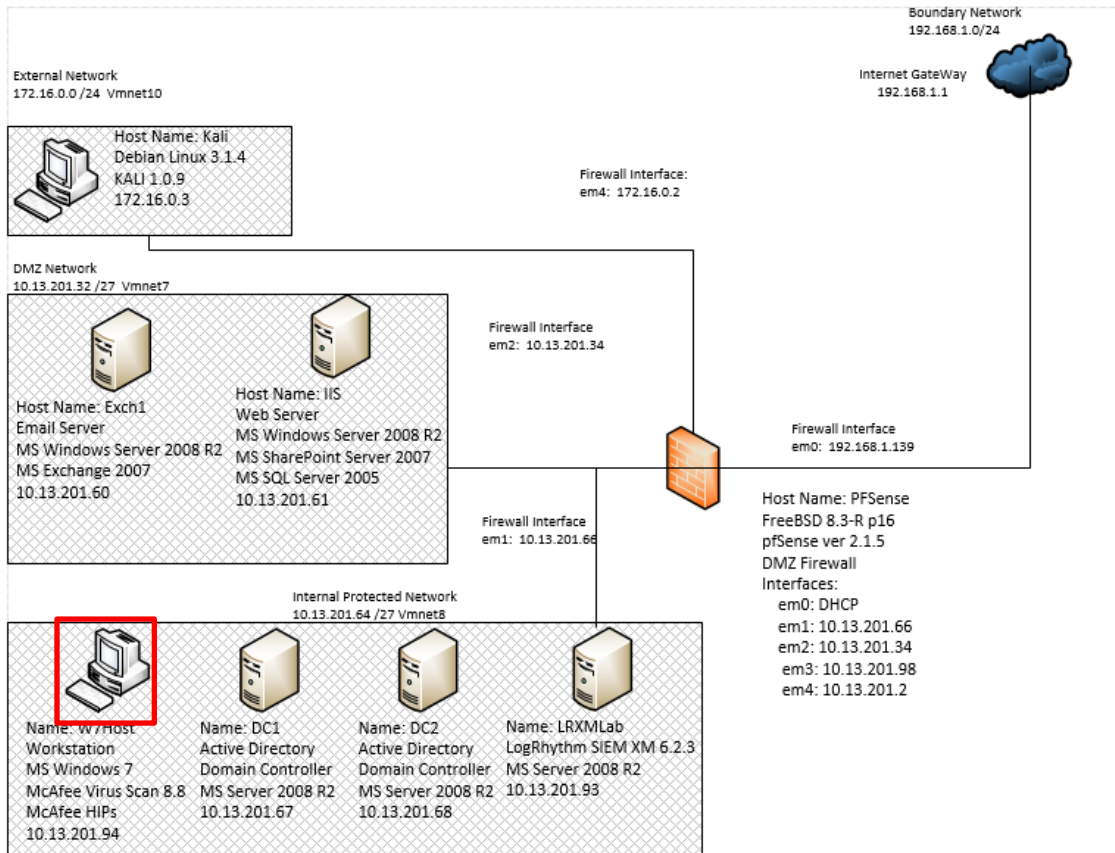 Boundary Network
192.168.1.0/24
Internet GateWay
192.168.1.1
External Network
172.16.0.0 /24 Vmnet10
Host Name: Kali
Debian Linux 3.1.4
KALI 1.0.9
172.16.0.3
Firewall Interface:
em4: 172.16.0.2
DMZ Network
10.13.201.32 /27 Vmnet7
Host Name: Exch1
Email Server
MS Windows Server 2008 R2
MS Exchange 2007
10.13.201.60
Host Name: IIS
Web Server
MS Windows Server 2008 R2
MS SharePoint Server 2007
MS SQL Server 2005
10.13.201.61
Firewall Interface
em2: 10.13.201.34
Firewall Interface
em0: 192.168.1.139
Firewall Interface
em1: 10.13.201.66
Host Name: PFSense
FreeBSD 8.3-R p16
pfSense ver 2.1.5
DMZ Firewall
Interfaces:
em0: DHCP
em1: 10.13.201.66
em2: 10.13.201.34
em3: 10.13.201.98
em4: 10.13.201.2
Internal Protected Network
10.13.201.64 /27 Vmnet8
Name: W7Host
Workstation
MS Windows 7
McAfee Virus Scan 8.8
McAfee HIPs
10.13.201.94
Name: DC1
Active Directory
Domain Controller
MS Server 2008 R2
10.13.201.67
Name: DC2
Active Directory
Domain Controller
MS Server 2008 R2
10.13.201.68
Name: LRXMLab
LogRhythm SIEM XM 6.2.3
MS Server 2008 R2
10.13.201.93